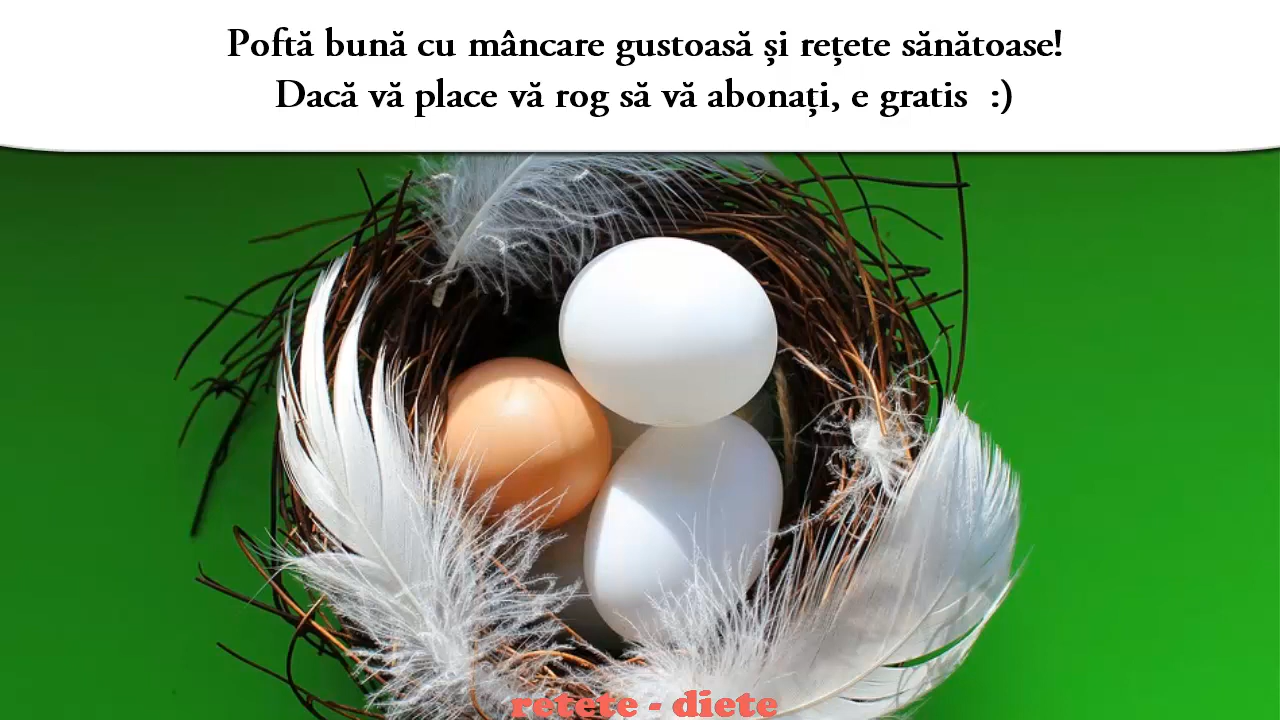 Poftă bună cu mâncare gustoasă și rețete sănătoase!
Dacă vă place vă rog să vă abonați, e gratis :)
retete - diete